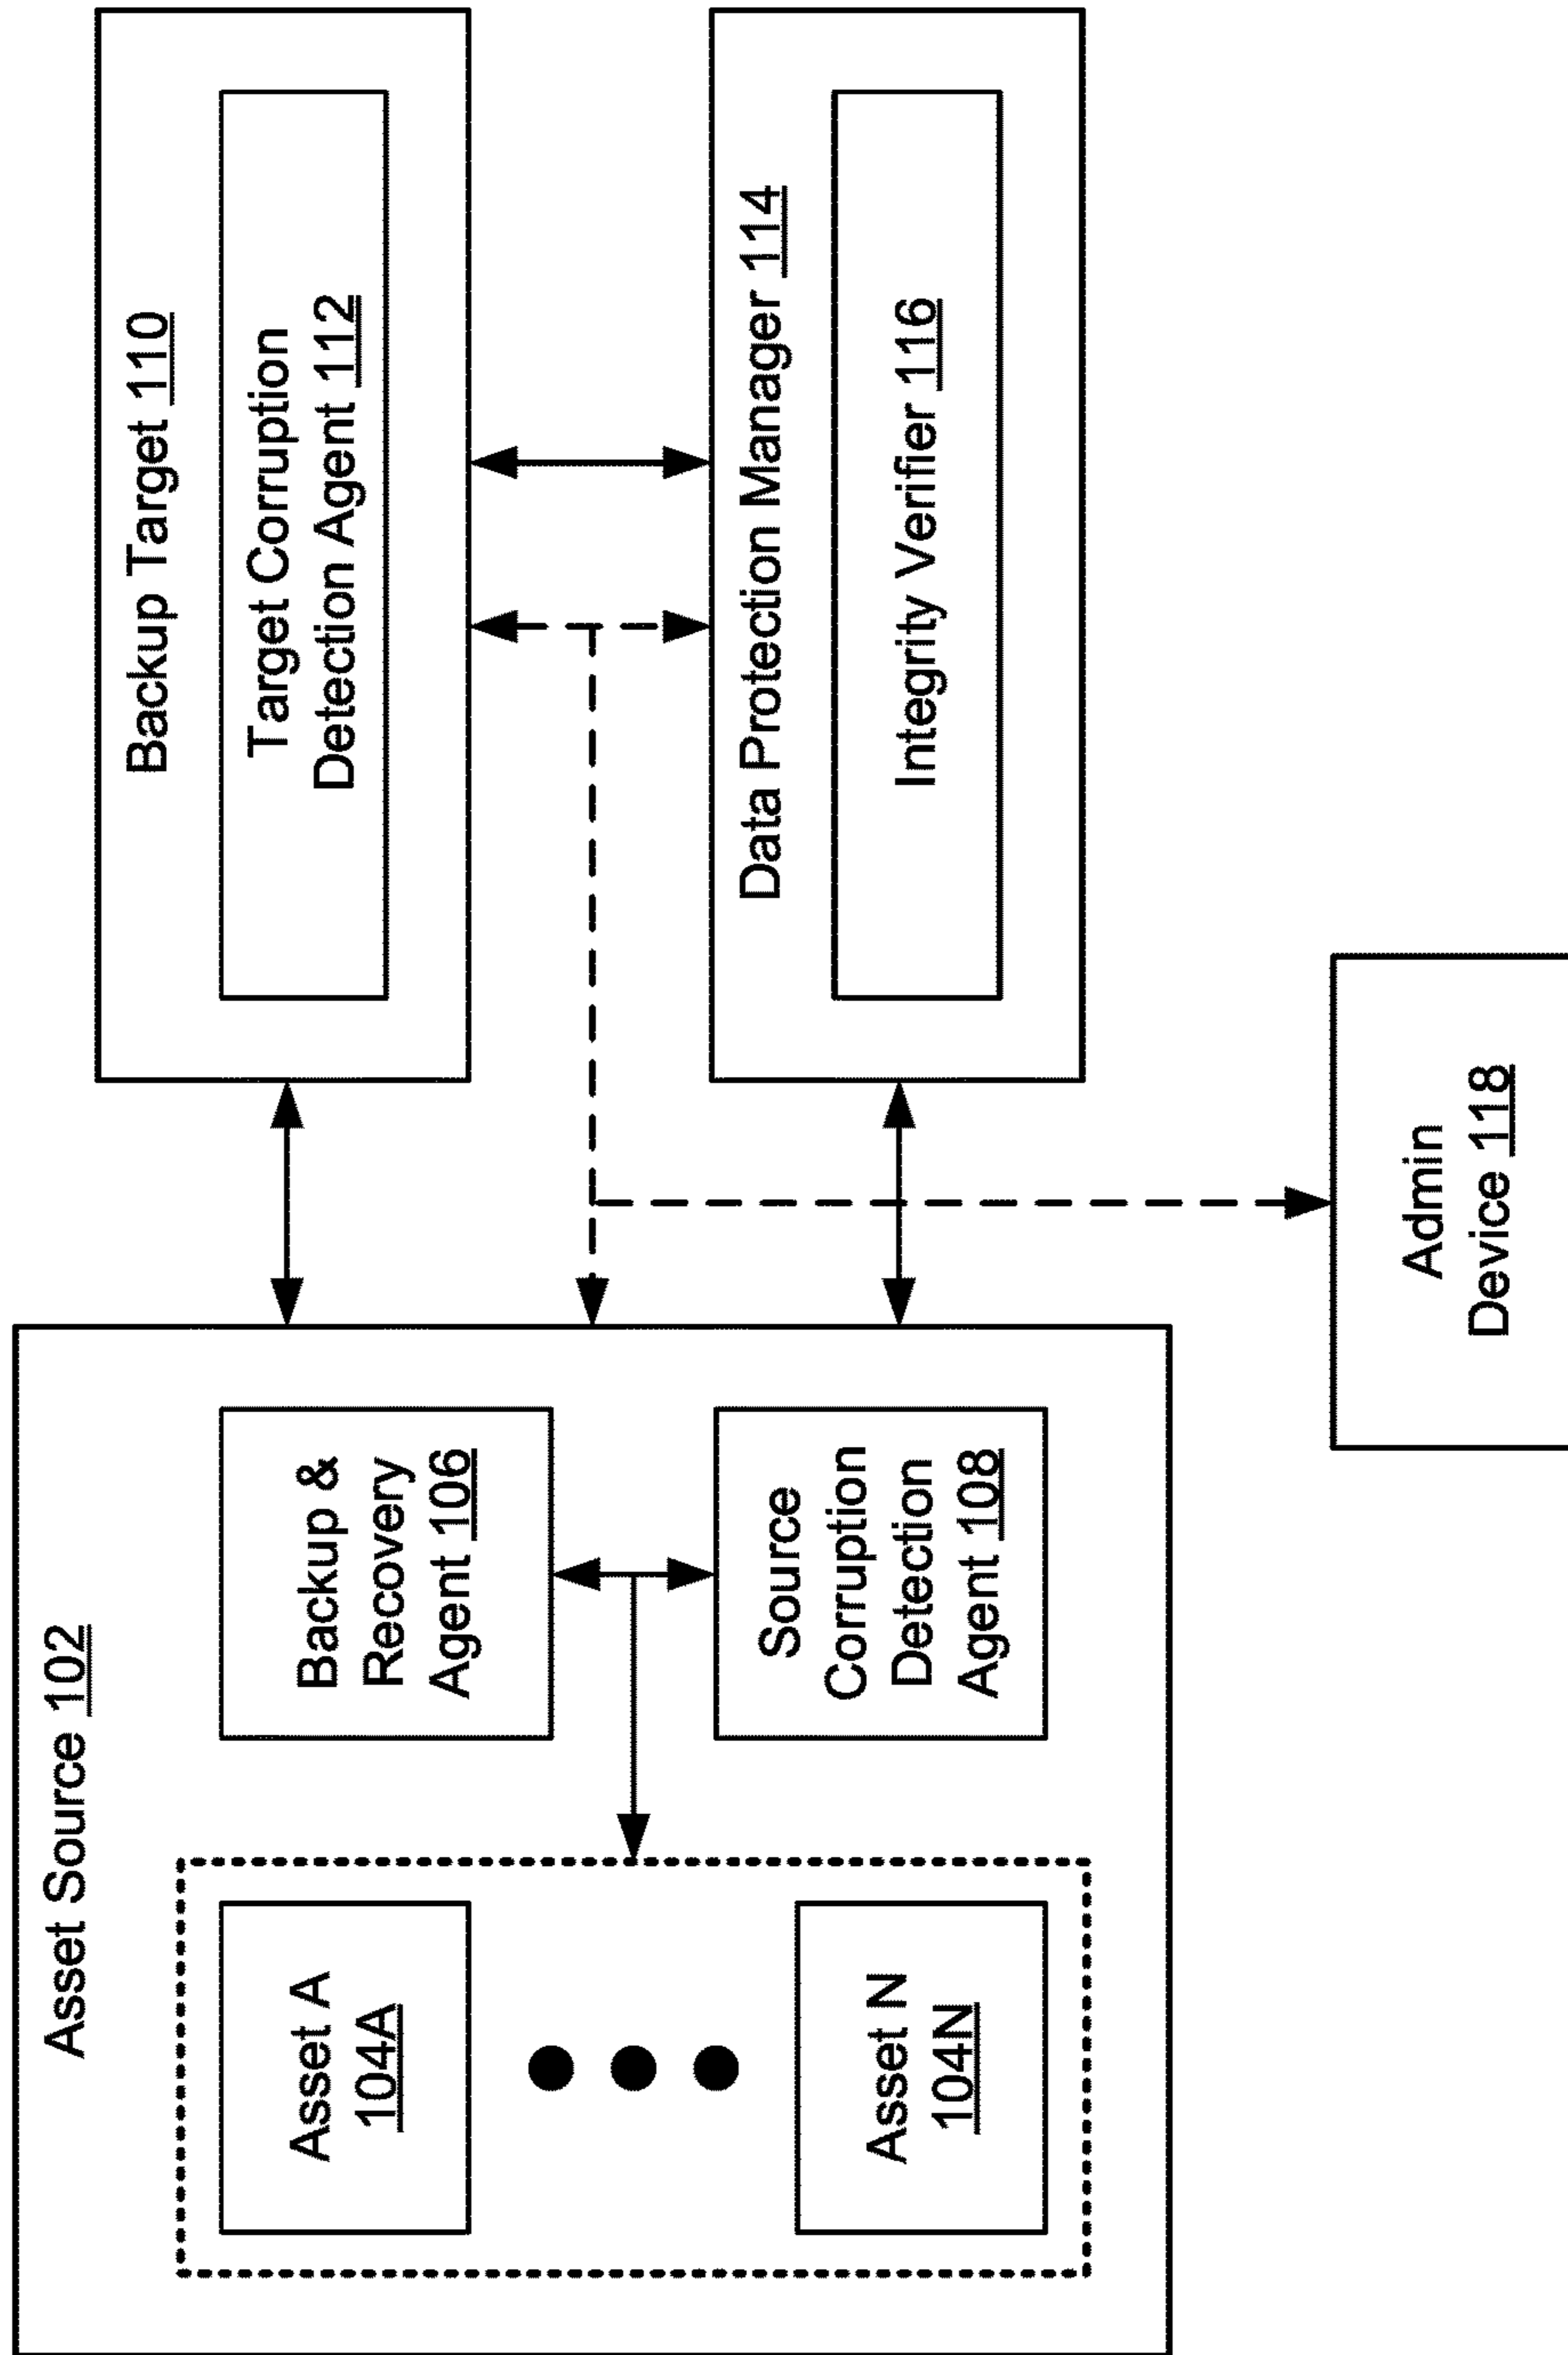 Asset Source 102
Asset A
104A
Asset N
104N
Backup &
Recovery
Agent 106
Source
Corruption
Detection
Agent 108
Backup Target 110
Target Corruption
Detection Agent 112
Data Protection Manager 114
Integrity Verifier 116
Admin
Device 118